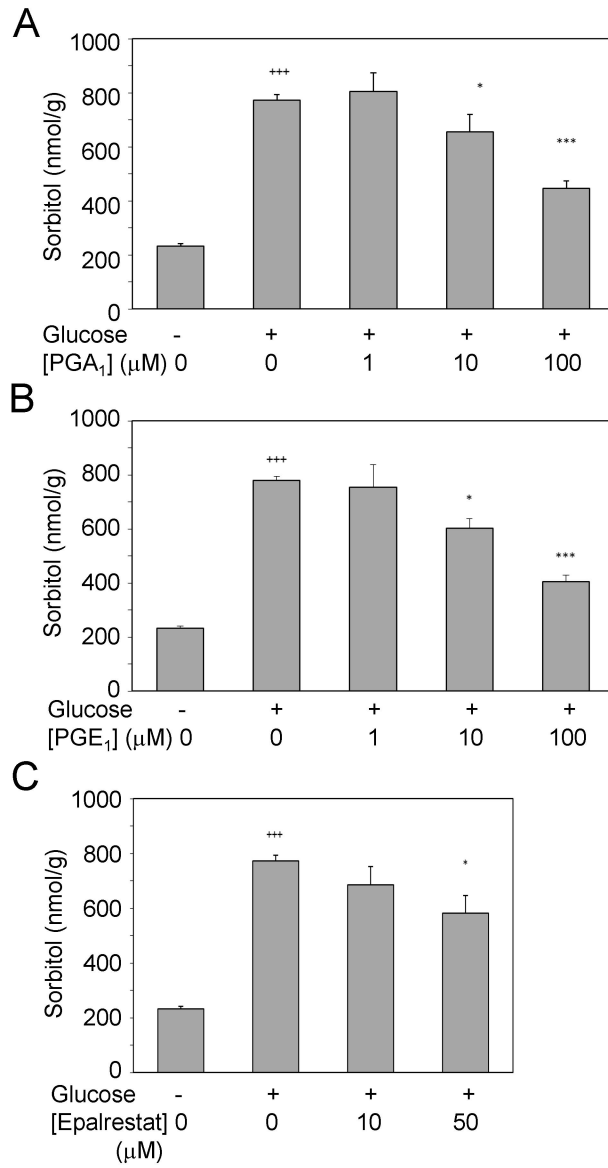 A
1000
800
600
400
200
0
Sorbitol (nmol/g)
+++
*
***
Glucose - + + + +
[PGA₁] (μM) 0 0 1 10 100
B
1000
800
600
400
200
0
Sorbitol (nmol/g)
+++
*
***
Glucose - + + + +
[PGE₁] (μM) 0 0 1 10 100
C
1000
800
600
400
200
0
Sorbitol (nmol/g)
+++
*
Glucose - + + +
[Epalrestat] 0 0 10 50
(μM)